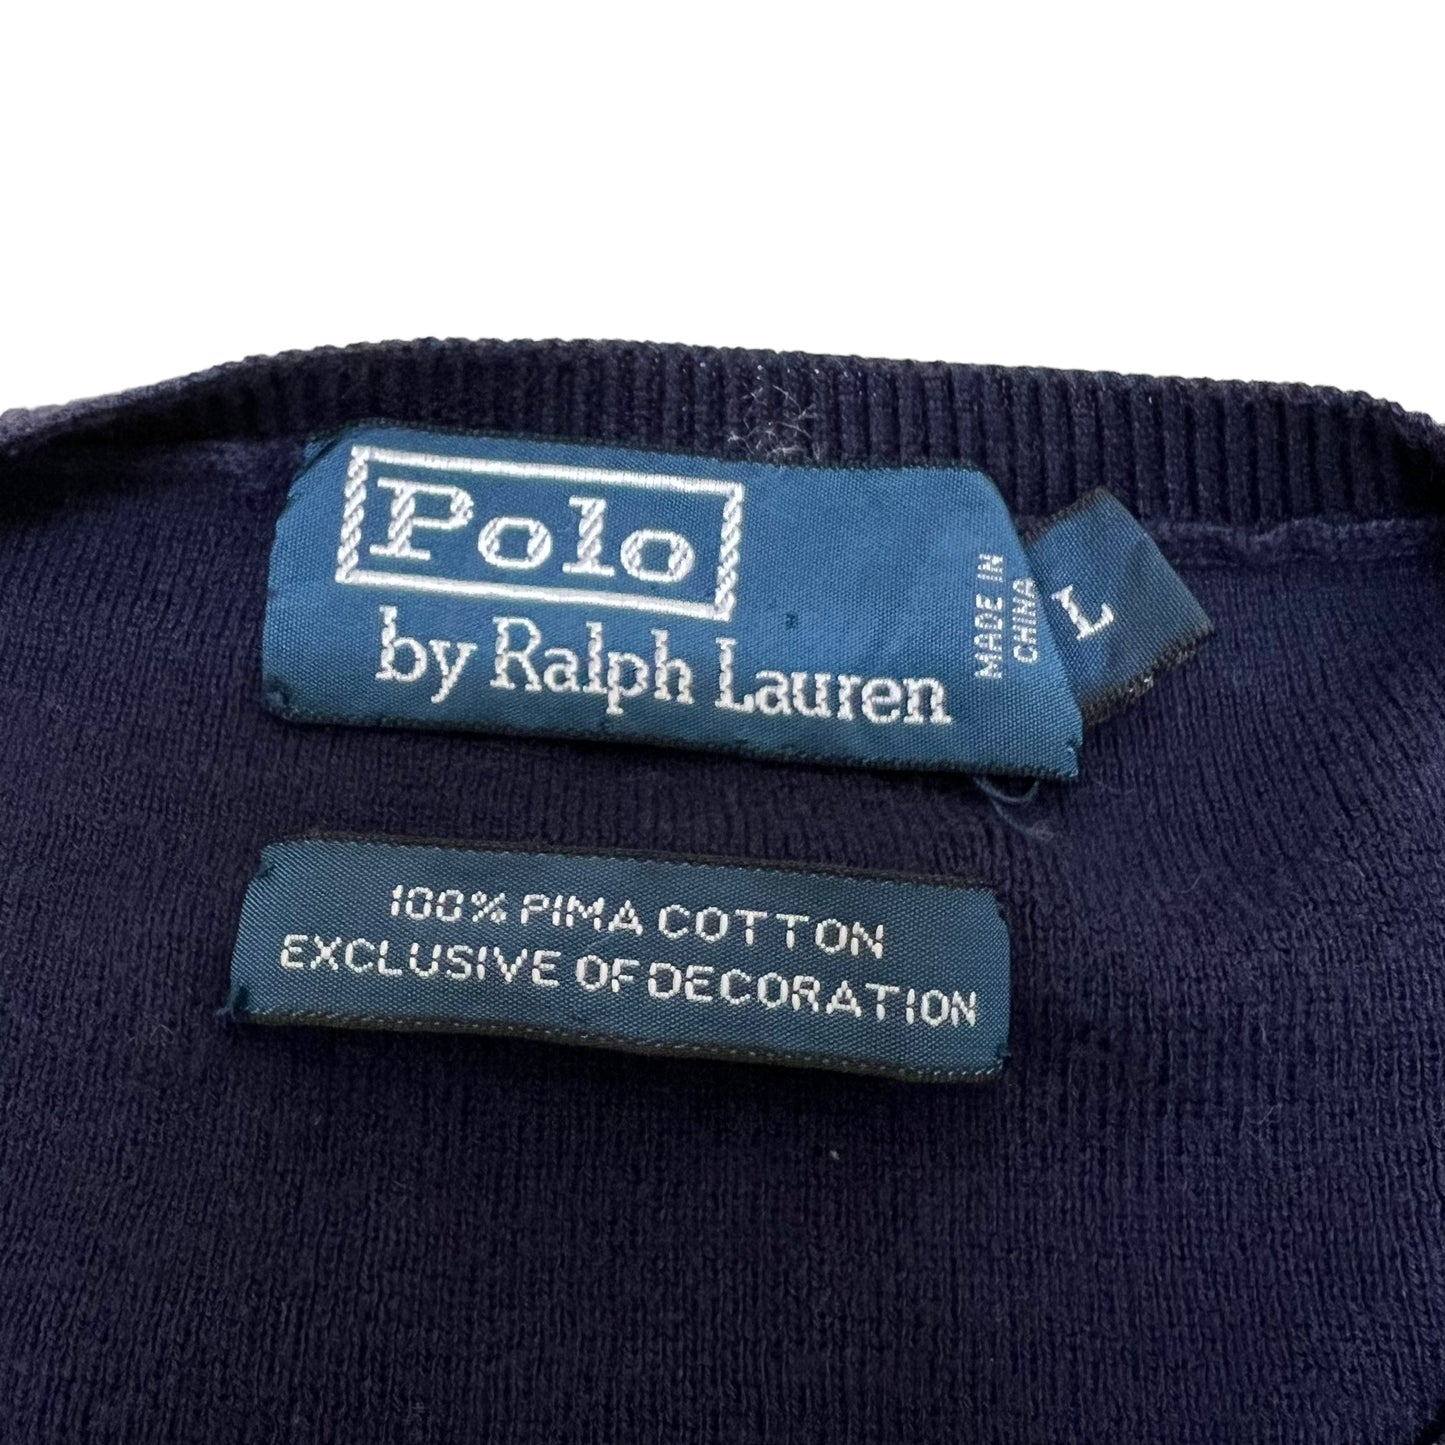 Polo
by Ralph Lauren
MADE IN
CHINA
L
100% PIMA COTTON
EXCLUSIVE OF DECORATION